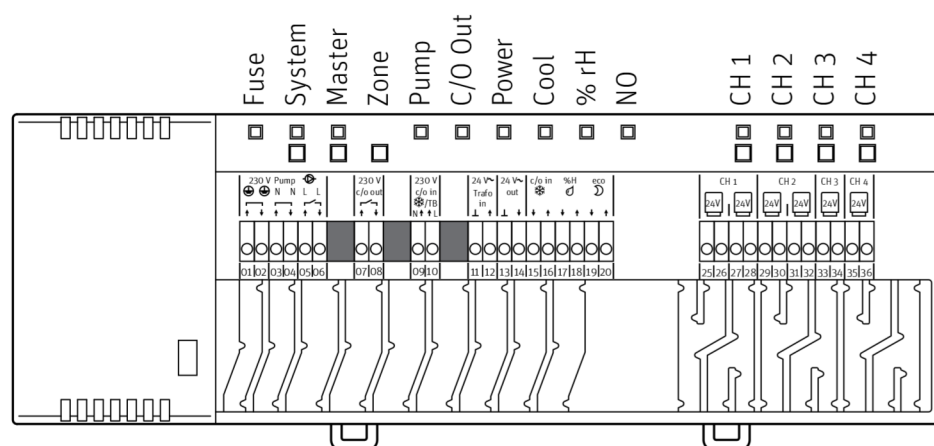 Fuse System Master Zone Pump C/O Out Power Cool % rH NO CH 1 CH 2 CH 3 CH 4
230 V Pump 230 V 230 V 24 V~ 24 V~ c/o in %H eco CH 1 CH 2 CH 3 CH 4
N N L L c/o out c/o in Trafo out
/TB in 24V 24V 24V 24V 24V 24V
N L
01 02 03 04 05 06 07 08 09 10 11 12 13 14 15 16 17 18 19 20 25 26 27 28 29 30 31 32 33 34 35 36